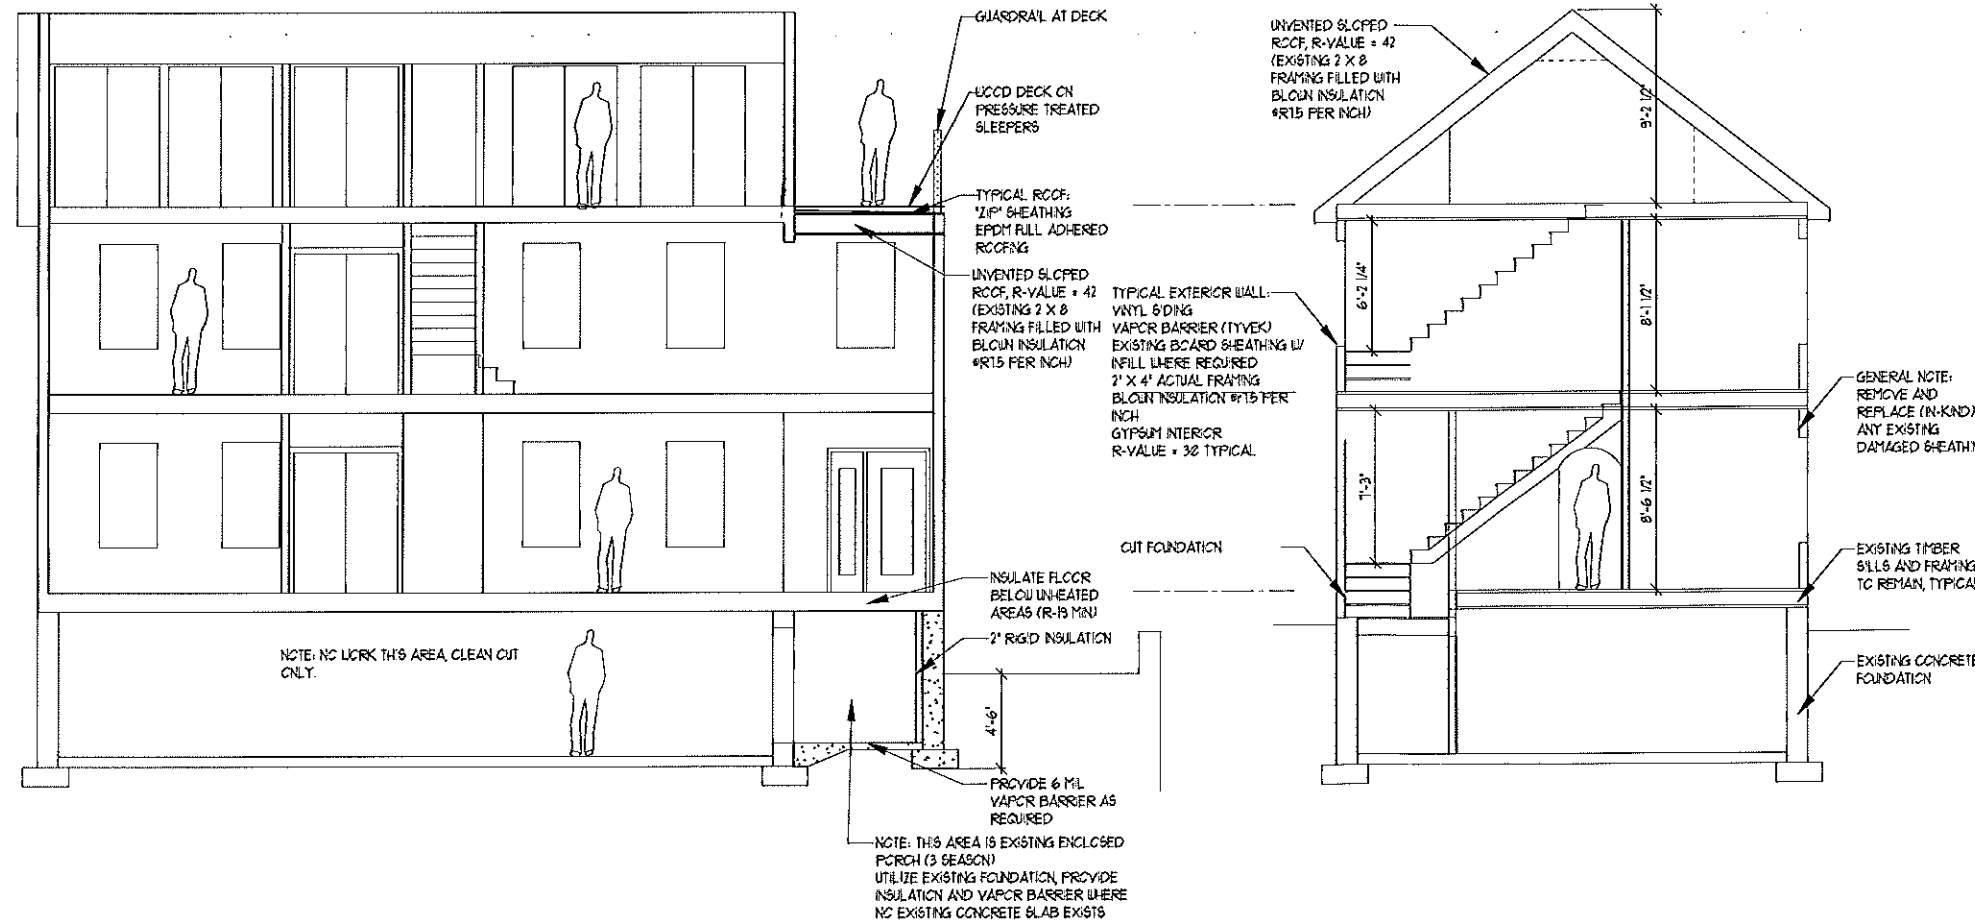 GUARDRAIL AT DECK
WOOD DECK ON
PRESSURE TREATED
SLEEPERS
TYPICAL ROOF:
"ZIP" SHEATHING
EPDM FULL ADHERED
ROOFING
UNVENTED SLOPED
ROOF, R-VALUE = 42
(EXISTING 2 X 8
FRAMING FILLED WITH
BLOWN INSULATION
@R7.5 PER INCH)
INSULATE FLOOR
BELOW UNHEATED
AREAS (R-19 MIN)
2" RIGID INSULATION
NOTE: NO WORK THIS AREA, CLEAN OUT
ONLY.
4'-6"
PROVIDE 6 MIL
VAPOR BARRIER AS
REQUIRED
NOTE: THIS AREA IS EXISTING ENCLOSED
PORCH (3 SEASON)
UTILIZE EXISTING FOUNDATION, PROVIDE
INSULATION AND VAPOR BARRIER WHERE
NO EXISTING CONCRETE SLAB EXISTS
UNVENTED SLOPED
ROOF, R-VALUE = 42
(EXISTING 2 X 8
FRAMING FILLED WITH
BLOWN INSULATION
@R7.5 PER INCH)
9'-2 1/2"
TYPICAL EXTERIOR WALL:
VINYL SIDING
VAPOR BARRIER (TYVEK)
EXISTING BOARD SHEATHING W/
INFILL WHERE REQUIRED
2" X 4" ACTUAL FRAMING
BLOWN INSULATION @r7.5 PER
INCH
GYPSUM INTERIOR
R-VALUE = 32 TYPICAL
6'-2 1/4"
8'-1 1/2"
GENERAL NOTE:
REMOVE AND
REPLACE (IN-KIND)
ANY EXISTING
DAMAGED
7'-3"
8'-6 1/2"
CUT FOUNDATION
EXISTING TIMBER
SILLS AND FRAMING
TO REMAIN,
EXISTING CONCRETE
FOUNDATION